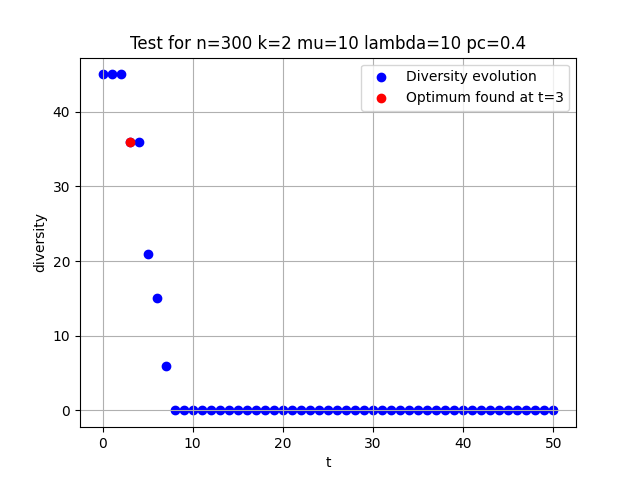 Test for n=300 k=2 mu=10 lambda=10 pc=0.4
Diversity evolution
Optimum found at t=3
diversity
40
30
20
10
0
0 10 20 30 40 50
t